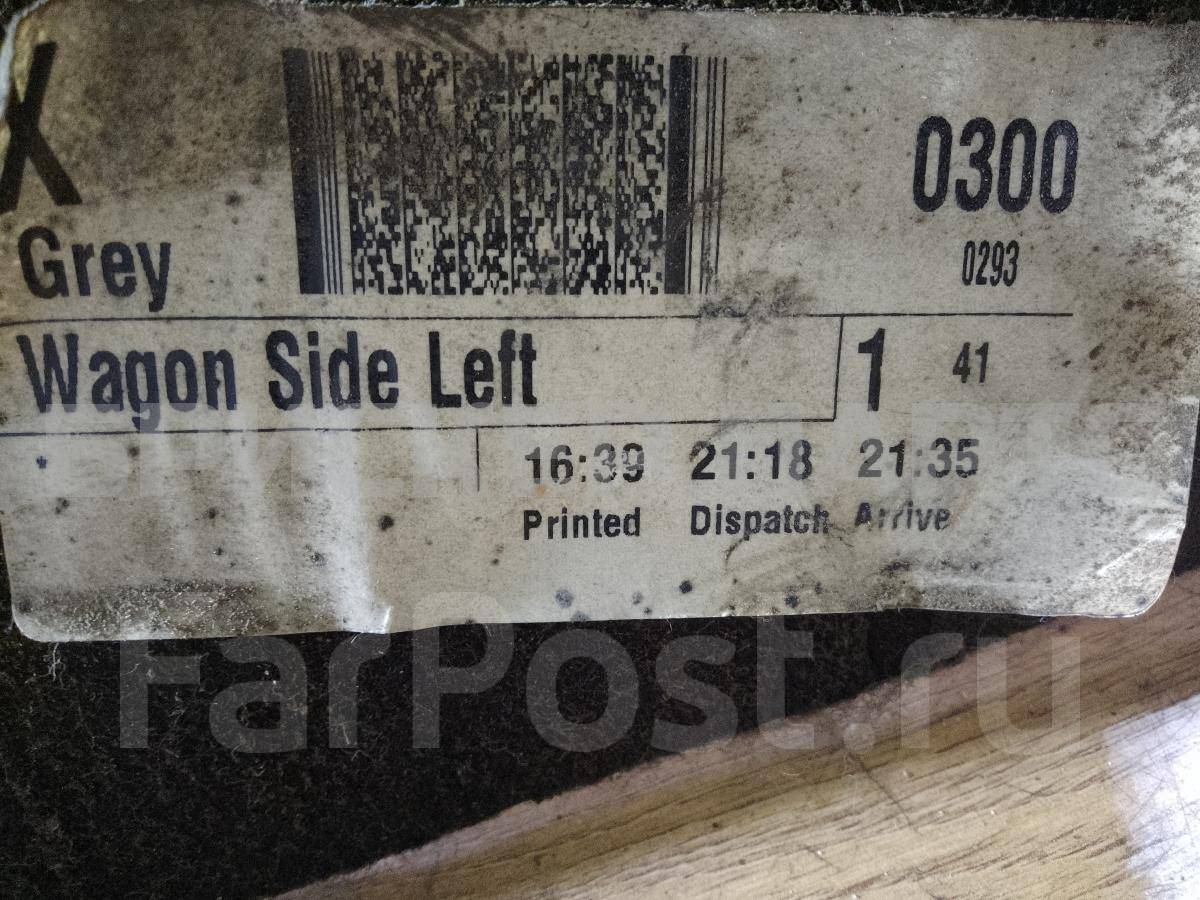 X
0300
Grey
0293
Wagon Side Left
1 41
16:39 21:18 21:35
Printed Dispatch Arrive
FarPost.ru